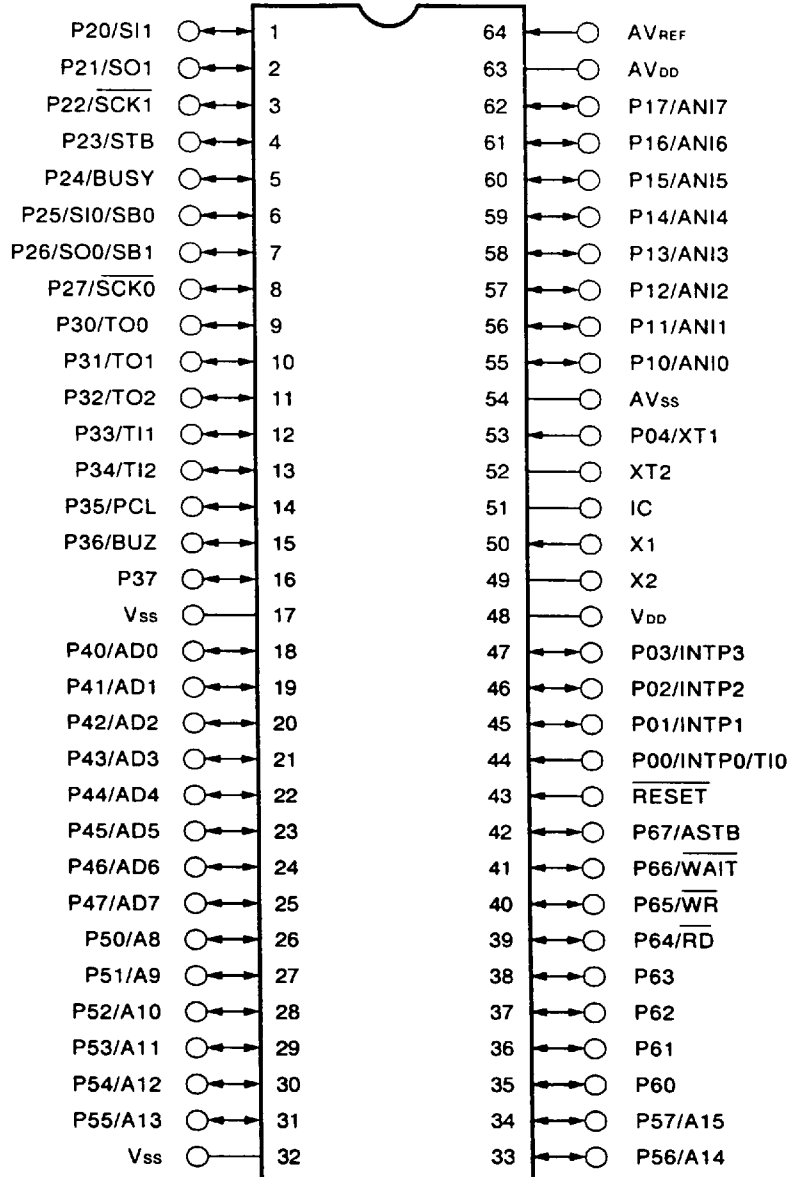 P20/SI1 1 64 AVREF
P21/SO1 2 63 AVDD
P22/SCK1 3 62 P17/ANI7
P23/STB 4 61 P16/ANI6
P24/BUSY 5 60 P15/ANI5
P25/SI0/SB0 6 59 P14/ANI4
P26/SO0/SB1 7 58 P13/ANI3
P27/SCK0 8 57 P12/ANI2
P30/TO0 9 56 P11/ANI1
P31/TO1 10 55 P10/ANI0
P32/TO2 11 54 AVSS
P33/TI1 12 53 P04/XT1
P34/TI2 13 52 XT2
P35/PCL 14 51 IC
P36/BUZ 15 50 X1
P37 16 49 X2
VSS 17 48 VDD
P40/AD0 18 47 P03/INTP3
P41/AD1 19 46 P02/INTP2
P42/AD2 20 45 P01/INTP1
P43/AD3 21 44 P00/INTP0/TI0
P44/AD4 22 43 RESET
P45/AD5 23 42 P67/ASTB
P46/AD6 24 41 P66/WAIT
P47/AD7 25 40 P65/WR
P50/A8 26 39 P64/RD
P51/A9 27 38 P63
P52/A10 28 37 P62
P53/A11 29 36 P61
P54/A12 30 35 P60
P55/A13 31 34 P57/A15
VSS 32 33 P56/A14